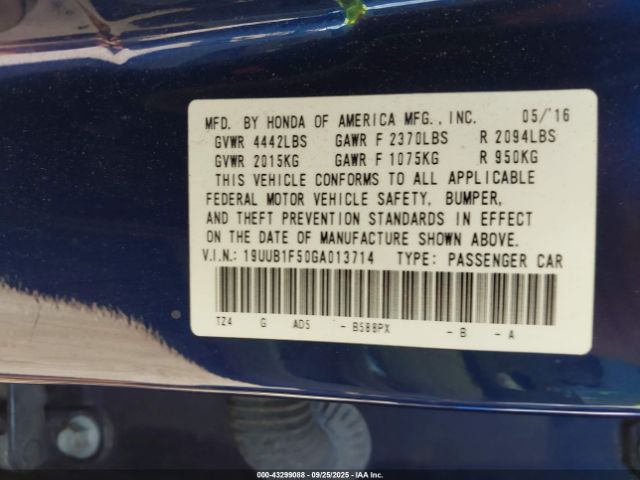 MFD. BY HONDA OF AMERICA MFG., INC. 05/'16
GVWR 4442LBS GAWR F 2370LBS R 2094LBS
GVWR 2015KG GAWR F 1075KG R 950KG
THIS VEHICLE CONFORMS TO ALL APPLICABLE
FEDERAL MOTOR VEHICLE SAFETY, BUMPER,
AND THEFT PREVENTION STANDARDS IN EFFECT
ON THE DATE OF MANUFACTURE SHOWN ABOVE.
V.I.N.: 19UUB1F50GA013714 TYPE: PASSENGER CAR
TZ4 G AD5 - B588PX - B - A
000-43299088 09/25/2025 © Copyright IAA